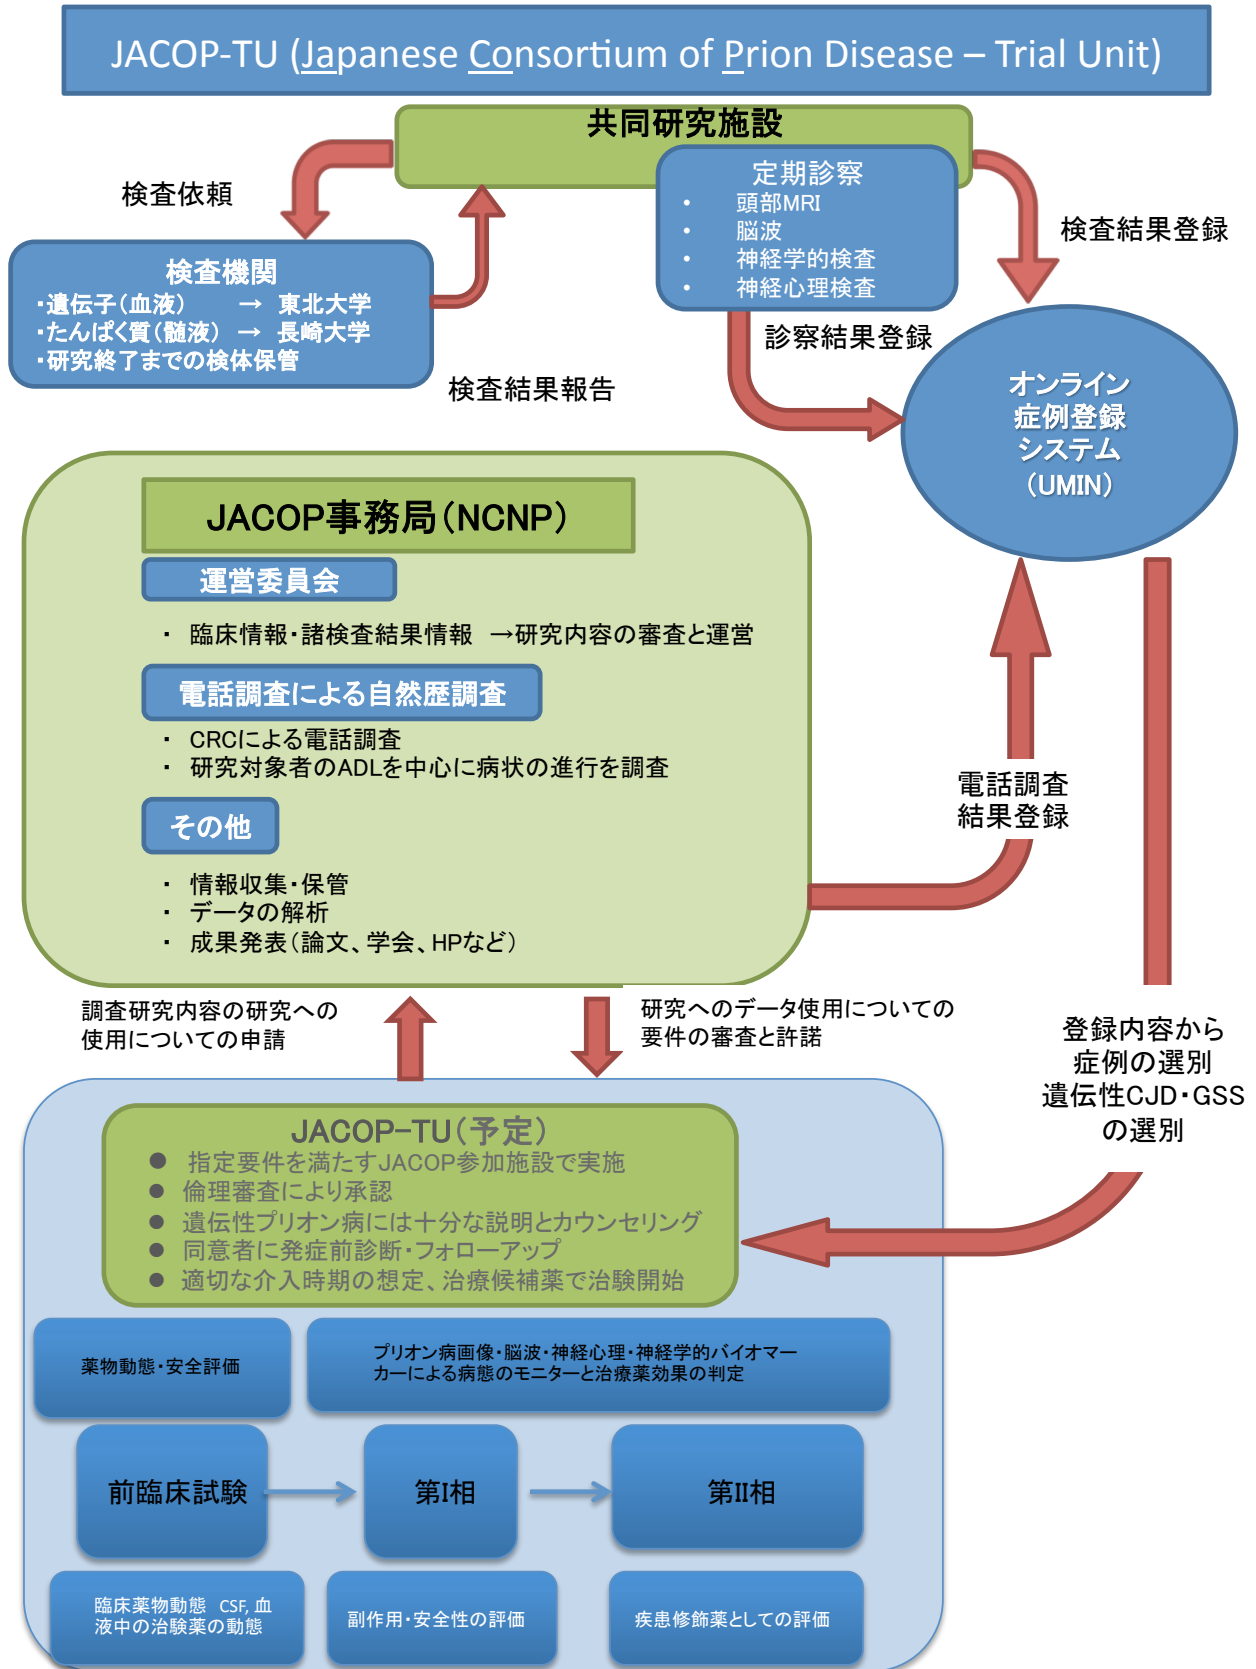 JACOP-TU (Japanese Consortium of Prion Disease – Trial Unit)
共同研究施設
検査依頼
定期診察
• 頭部MRI
• 脳波
• 神経学的検査
• 神経心理検査
検査結果登録
検査機関
・遺伝子（血液） → 東北大学
・たんぱく質（髄液） → 長崎大学
・研究終了までの検体保管
検査結果報告
診察結果登録
オンライン
症例登録
システム
（UMIN）
JACOP事務局（NCNP）
運営委員会
・ 臨床情報・諸検査結果情報 →研究内容の審査と運営
電話調査による自然歴調査
・ CRCによる電話調査
・ 研究対象者のADLを中心に病状の進行を調査
その他
・ 情報収集・保管
・ データの解析
・ 成果発表（論文、学会、HPなど）
電話調査
結果登録
調査研究内容の研究への
使用についての申請
研究へのデータ使用についての
要件の審査と許諾
登録内容から
症例の選別
遺伝性CJD・GSS
の選別
JACOP-TU（予定）
● 指定要件を満たすJACOP参加施設で実施
● 倫理審査により承認
● 遺伝性プリオン病には十分な説明とカウンセリング
● 同意者に発症前診断・フォローアップ
● 適切な介入時期の想定、治療候補薬で治験開始
薬物動態・安全評価
プリオン病画像・脳波・神経心理・神経学的バイオマー
カーによる病態のモニターと治療薬効果の判定
前臨床試験
第I相
第II相
臨床薬物動態 CSF, 血
液中の治験薬の動態
副作用・安全性の評価
疾患修飾薬としての評価